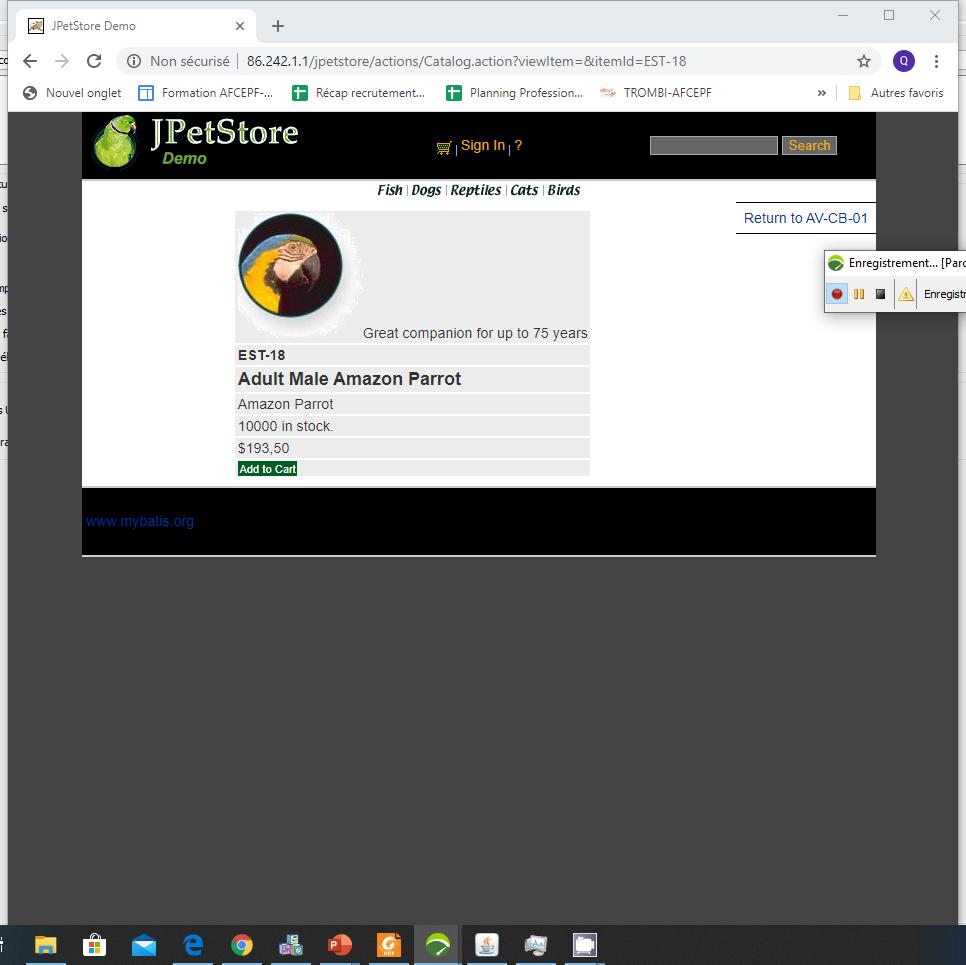 JPetStore Demo
Non sécurisé
86.242.1.1/jpetstore/actions/Catalog.action?viewItem=&itemId=EST-18
Q
Nouvel onglet
Formation AFCEPF-...
Récap recrutement...
Planning Profession...
TROMBI-AFCEPF
»
Autres favoris
JPetStore
Demo
Sign In
?
Search
Fish | Dogs | Reptiles | Cats | Birds
Return to AV-CB-01
Enregistrement... [Parc
Enregistr
Great companion for up to 75 years
EST-18
Adult Male Amazon Parrot
Amazon Parrot
10000 in stock.
$193,50
Add to Cart
www.mybatis.org